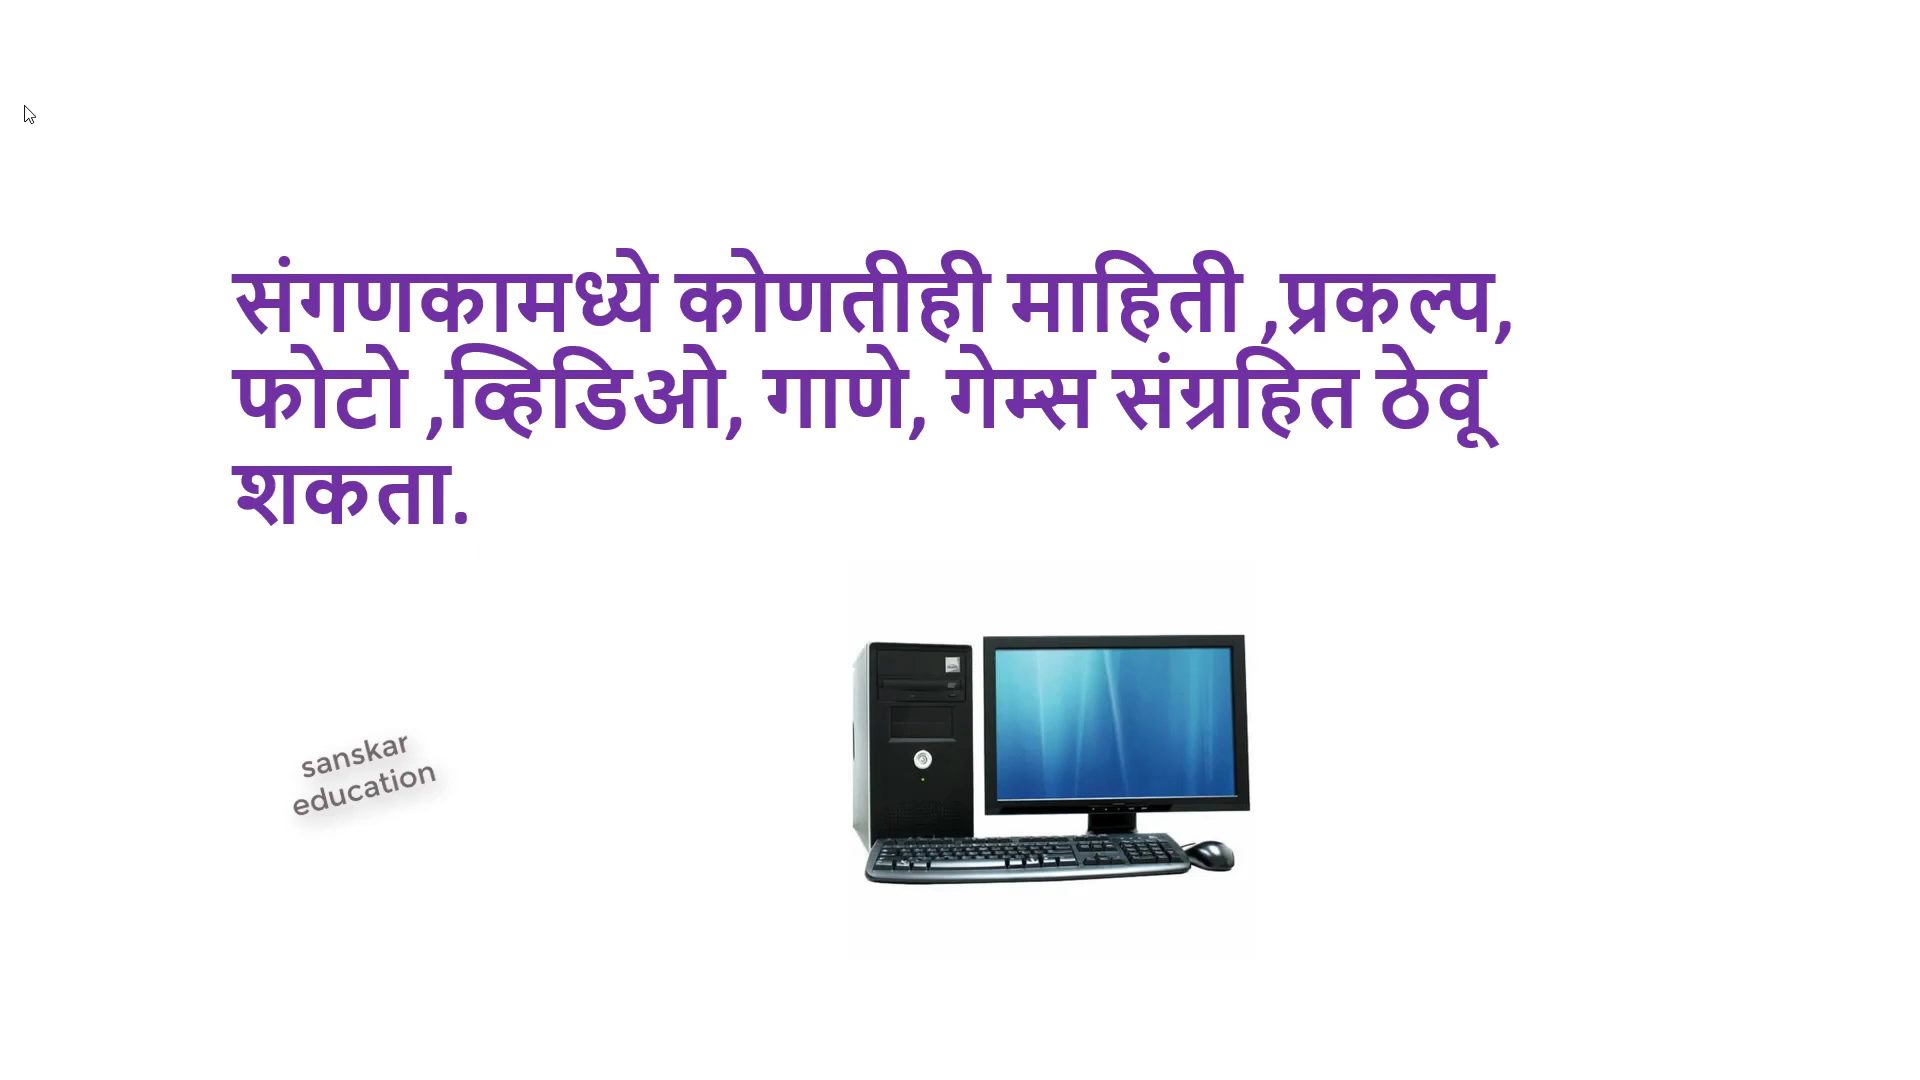 संगणकामध्ये कोणतीही माहिती ,प्रकल्प,
फोटो ,व्हिडिओ, गाणे, गेम्स संग्रहित ठेवू
शकता.
sanskar
education